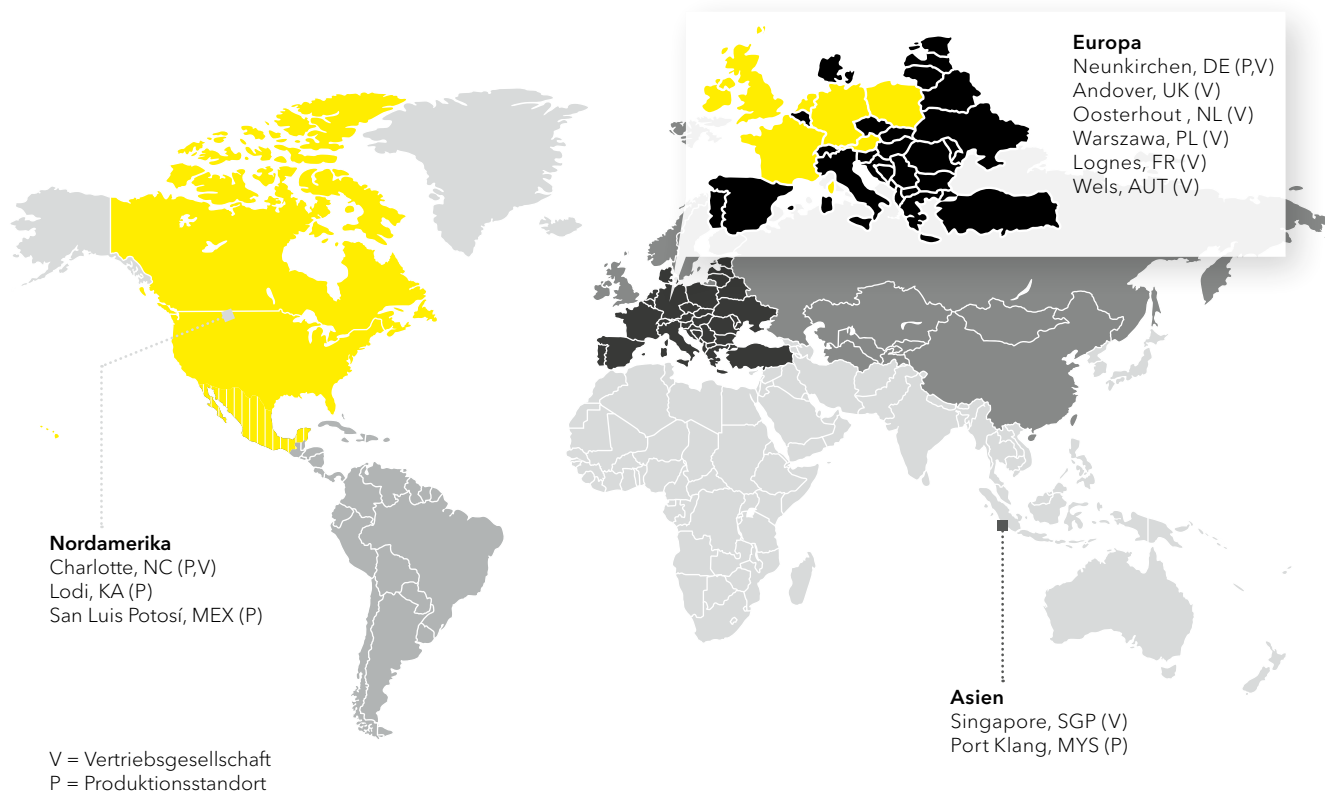 Europa
Neunkirchen, DE (P,V)
Andover, UK (V)
Oosterhout , NL (V)
Warszawa, PL (V)
Lognes, FR (V)
Wels, AUT (V)
Nordamerika
Charlotte, NC (P,V)
Lodi, KA (P)
San Luis Potosí, MEX (P)
Asien
Singapore, SGP (V)
Port Klang, MYS (P)
V = Vertriebsgesellschaft
P = Produktionsstandort